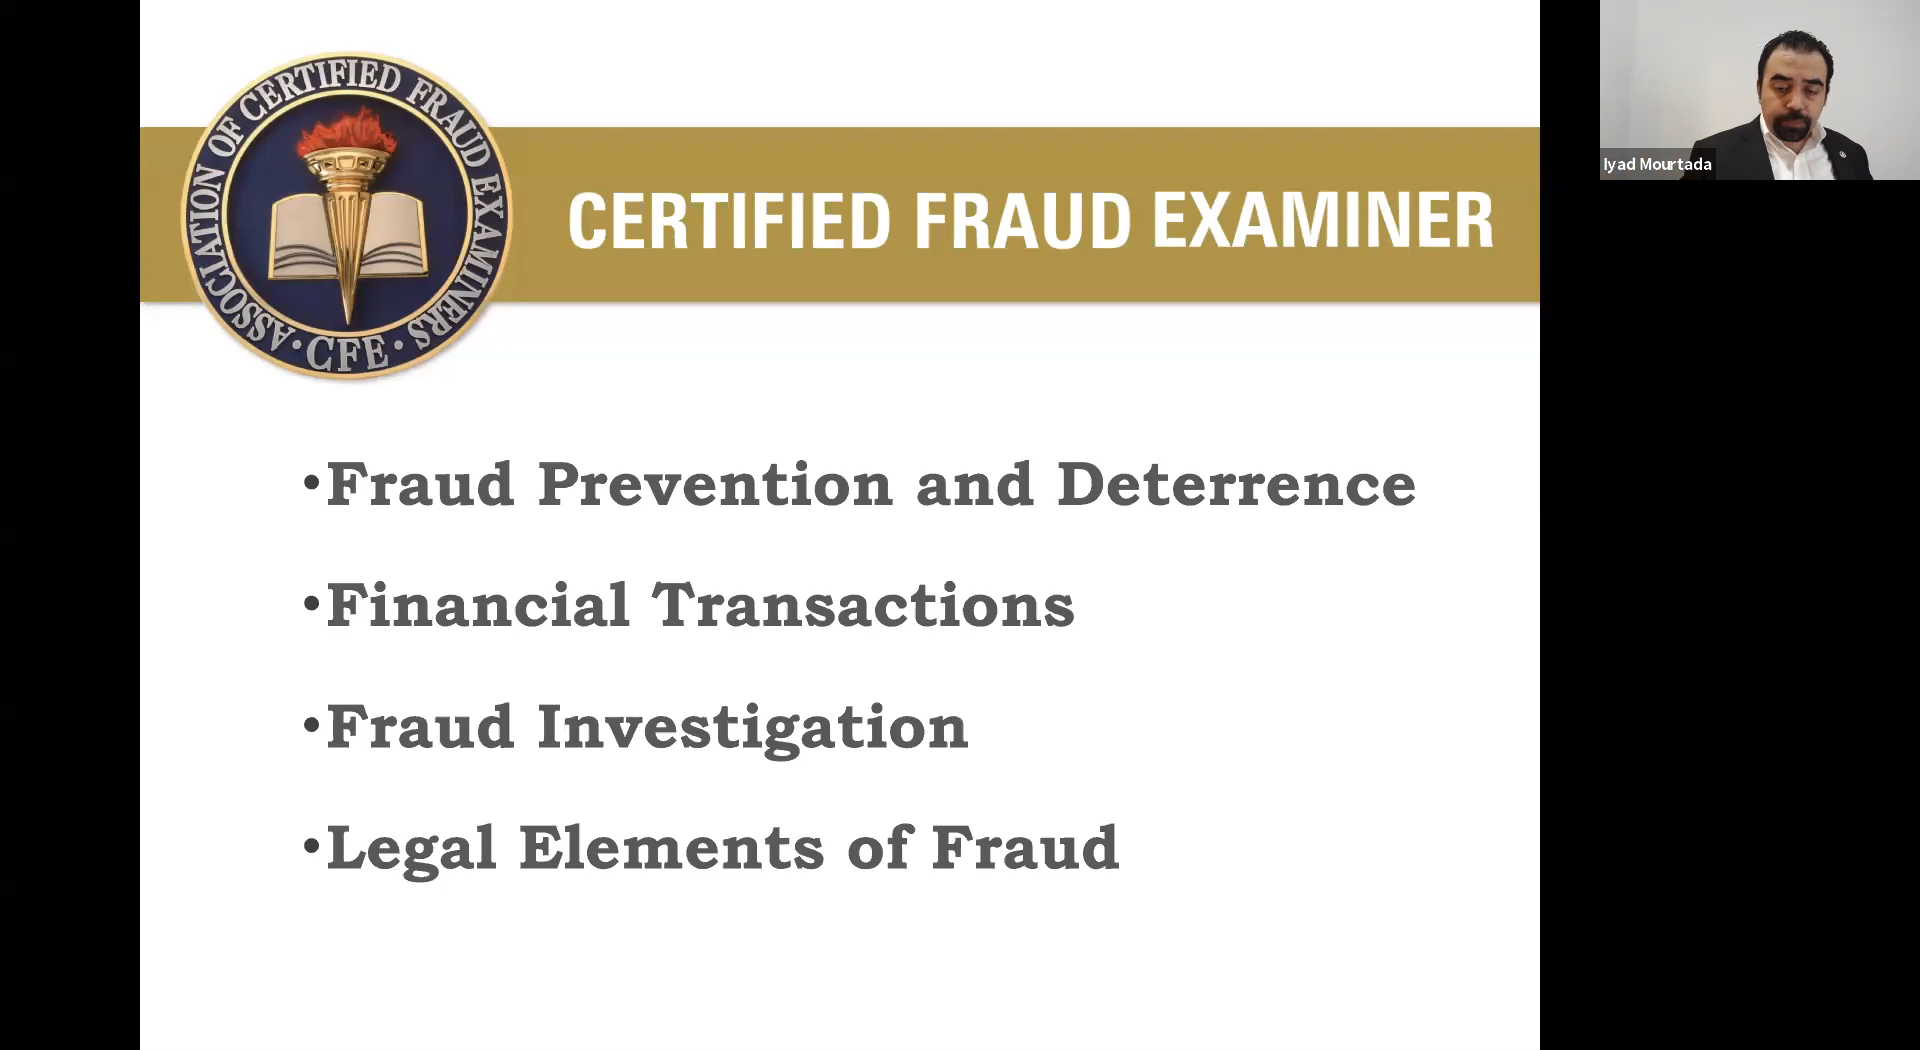 ASSOCIATION OF CERTIFIED FRAUD EXAMINERS
• CFE •
CERTIFIED FRAUD EXAMINER
Iyad Mourtada
•Fraud Prevention and Deterrence
•Financial Transactions
•Fraud Investigation
•Legal Elements of Fraud